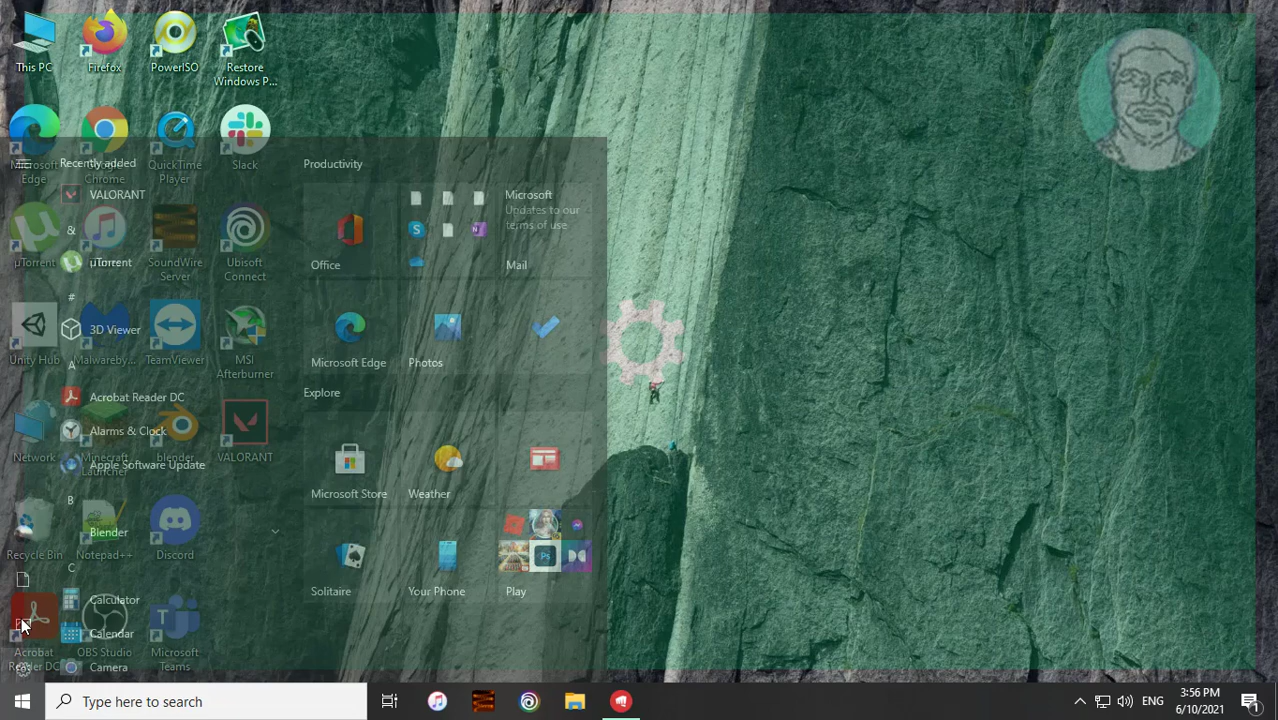 This PC
Firefox
PowerISO
Restore
Windows P...
Microsoft
Edge
Google
Chrome
QuickTime
Player
Slack
µTorrent
iTunes
SoundWire
Server
Ubisoft
Connect
Unity Hub
Malwareby...
TeamViewer
MSI
Afterburner
Network
Minecraft
Launcher
blender
VALORANT
Recycle Bin
Notepad++
Discord
Acrobat
Reader DC
OBS Studio
Microsoft
Teams
Recently added
VALORANT
&
µTorrent
#
3D Viewer
A
Acrobat Reader DC
Alarms & Clock
Apple Software Update
B
Blender
C
Calculator
Calendar
Camera
Productivity
Office
Microsoft
Updates to our
terms of use
Mail
Microsoft Edge
Photos
Explore
Microsoft Store
Weather
Solitaire
Your Phone
Ps
Play
Type here to search
ENG
3:56 PM
6/10/2021
1